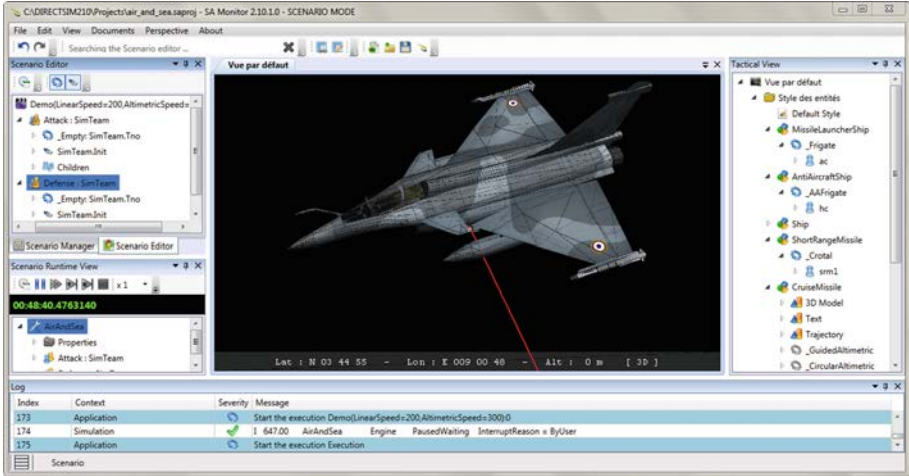 C:\DIRECTSIM210\Projects\air_and_sea.saproj - SA Monitor 2.10.1.0 - SCENARIO MODE
File Edit View Documents Perspective About
Searching the Scenario editor ...
Scenario Editor
Demo(LinearSpeed=200,AltimetricSpeed=
Attack : SimTeam
_Empty: SimTeam.Tno
SimTeam.Init
Children
Defense : SimTeam
_Empty: SimTeam.Tno
SimTeam.Init
Scenario Manager Scenario Editor
Scenario Runtime View
x 1
00:48:40.4763140
AirAndSea
Properties
Attack : SimTeam
Vue par défaut
Lat : N 03 44 55 - Lon : E 009 00 48 - Alt : 0 m [ 3D ]
Tactical View
Vue par défaut
Style des entités
Default Style
MissileLauncherShip
_Frigate
ac
AntiAircraftShip
_AAFrigate
hc
Ship
ShortRangeMissile
_Crotal
srm1
CruiseMissile
3D Model
Text
Trajectory
_GuidedAltimetric
_CircularAltimetric
Log
Index Context Severity Message
173 Application Start the execution Demo(LinearSpeed=200,AltimetricSpeed=300):0
174 Simulation I 647.00 AirAndSea Engine PausedWaiting InterruptReason = ByUser
175 Application Start the execution Execution
Scenario